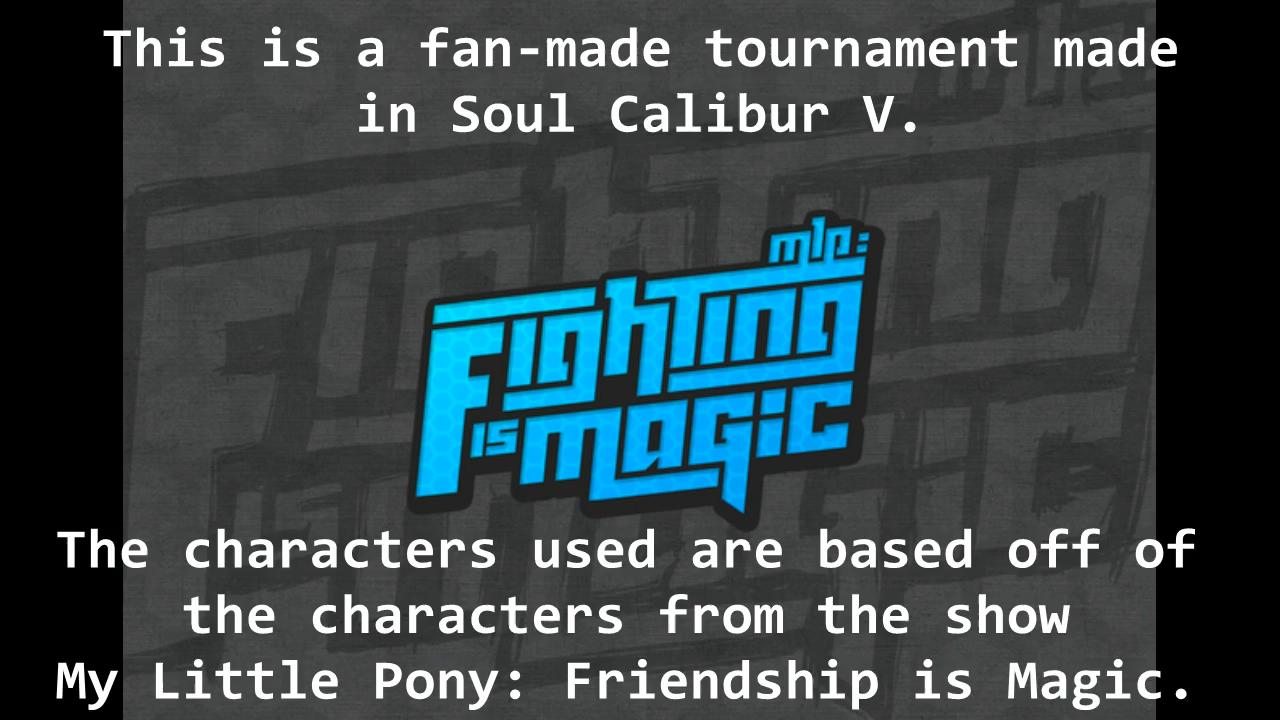 This is a fan-made tournament made
in Soul Calibur V.
mlp:
Fighting
is magic
The characters used are based off of
the characters from the show
My Little Pony: Friendship is Magic.